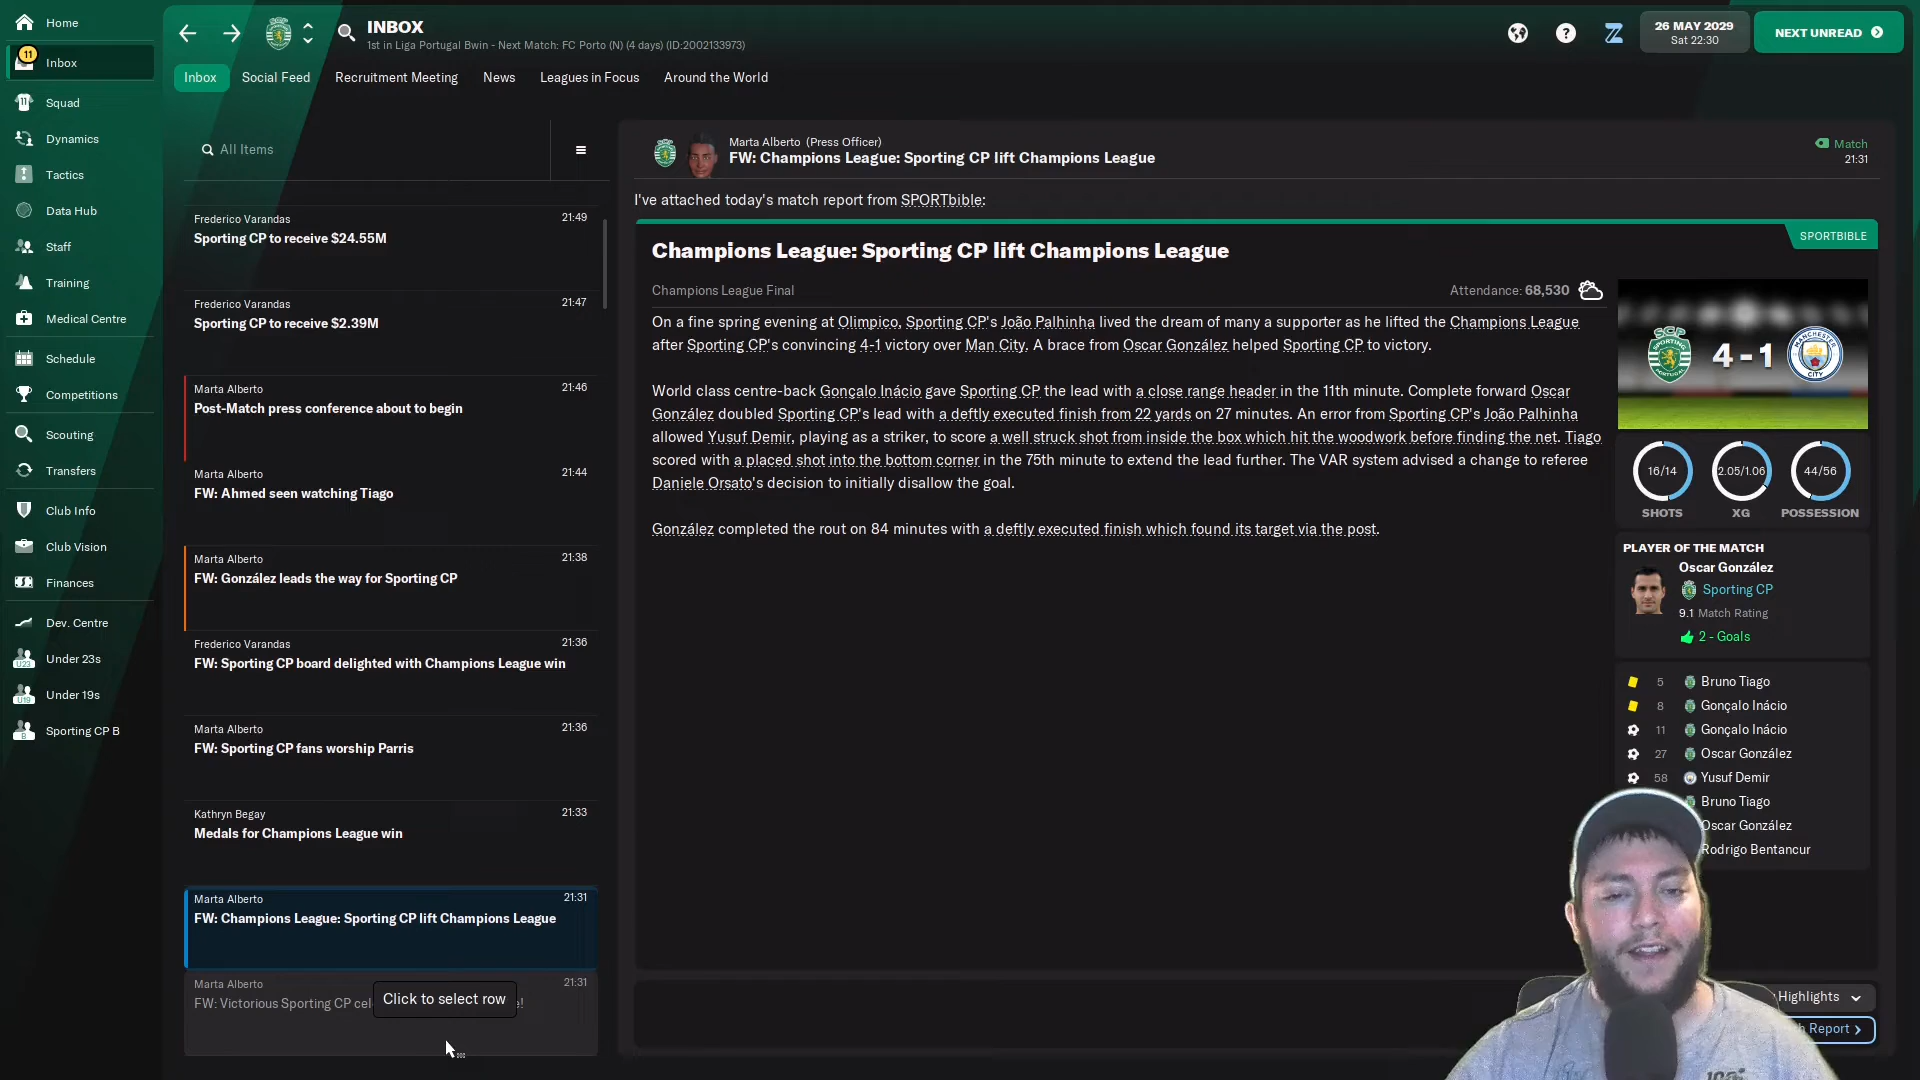 Home
11
Inbox
Squad
Dynamics
Tactics
Data Hub
Staff
Training
Medical Centre
Schedule
Competitions
Scouting
Transfers
Club Info
Club Vision
Finances
Dev. Centre
U23
Under 23s
U19
Under 19s
B
Sporting CP B
INBOX
1st in Liga Portugal Bwin - Next Match: FC Porto (N) (4 days) (ID:2002133973)
26 MAY 2029
Sat 22:30
NEXT UNREAD
Inbox
Social Feed
Recruitment Meeting
News
Leagues in Focus
Around the World
All Items
Frederico Varandas
21:49
Sporting CP to receive $24.55M
Frederico Varandas
21:47
Sporting CP to receive $2.39M
Marta Alberto
21:46
Post-Match press conference about to begin
Marta Alberto
21:44
FW: Ahmed seen watching Tiago
Marta Alberto
21:38
FW: González leads the way for Sporting CP
Frederico Varandas
21:36
FW: Sporting CP board delighted with Champions League win
Marta Alberto
21:36
FW: Sporting CP fans worship Parris
Kathryn Begay
21:33
Medals for Champions League win
Marta Alberto
21:31
FW: Champions League: Sporting CP lift Champions League
Marta Alberto
21:31
FW: Victorious Sporting CP cel
e!
Click to select row
Marta Alberto (Press Officer)
FW: Champions League: Sporting CP lift Champions League
Match
21:31
I've attached today's match report from SPORTbible:
SPORTBIBLE
Champions League: Sporting CP lift Champions League
Champions League Final
Attendance: 68,530
On a fine spring evening at Olimpico, Sporting CP's João Palhinha lived the dream of many a supporter as he lifted the Champions League
after Sporting CP's convincing 4-1 victory over Man City. A brace from Oscar González helped Sporting CP to victory.
World class centre-back Gonçalo Inácio gave Sporting CP the lead with a close range header in the 11th minute. Complete forward Oscar
González doubled Sporting CP's lead with a deftly executed finish from 22 yards on 27 minutes. An error from Sporting CP's João Palhinha
allowed Yusuf Demir, playing as a striker, to score a well struck shot from inside the box which hit the woodwork before finding the net. Tiago
scored with a placed shot into the bottom corner in the 75th minute to extend the lead further. The VAR system advised a change to referee
Daniele Orsato's decision to initially disallow the goal.
González completed the rout on 84 minutes with a deftly executed finish which found its target via the post.
SCP
SPORTING
PORTUGAL
4 - 1
MANCHESTER
CITY
16/14
2.05/1.06
44/56
SHOTS
XG
POSSESSION
PLAYER OF THE MATCH
Oscar González
Sporting CP
9.1 Match Rating
2 - Goals
5 Bruno Tiago
8 Gonçalo Inácio
11 Gonçalo Inácio
27 Oscar González
58 Yusuf Demir
Bruno Tiago
Oscar González
Rodrigo Bentancur
Highlights
Report